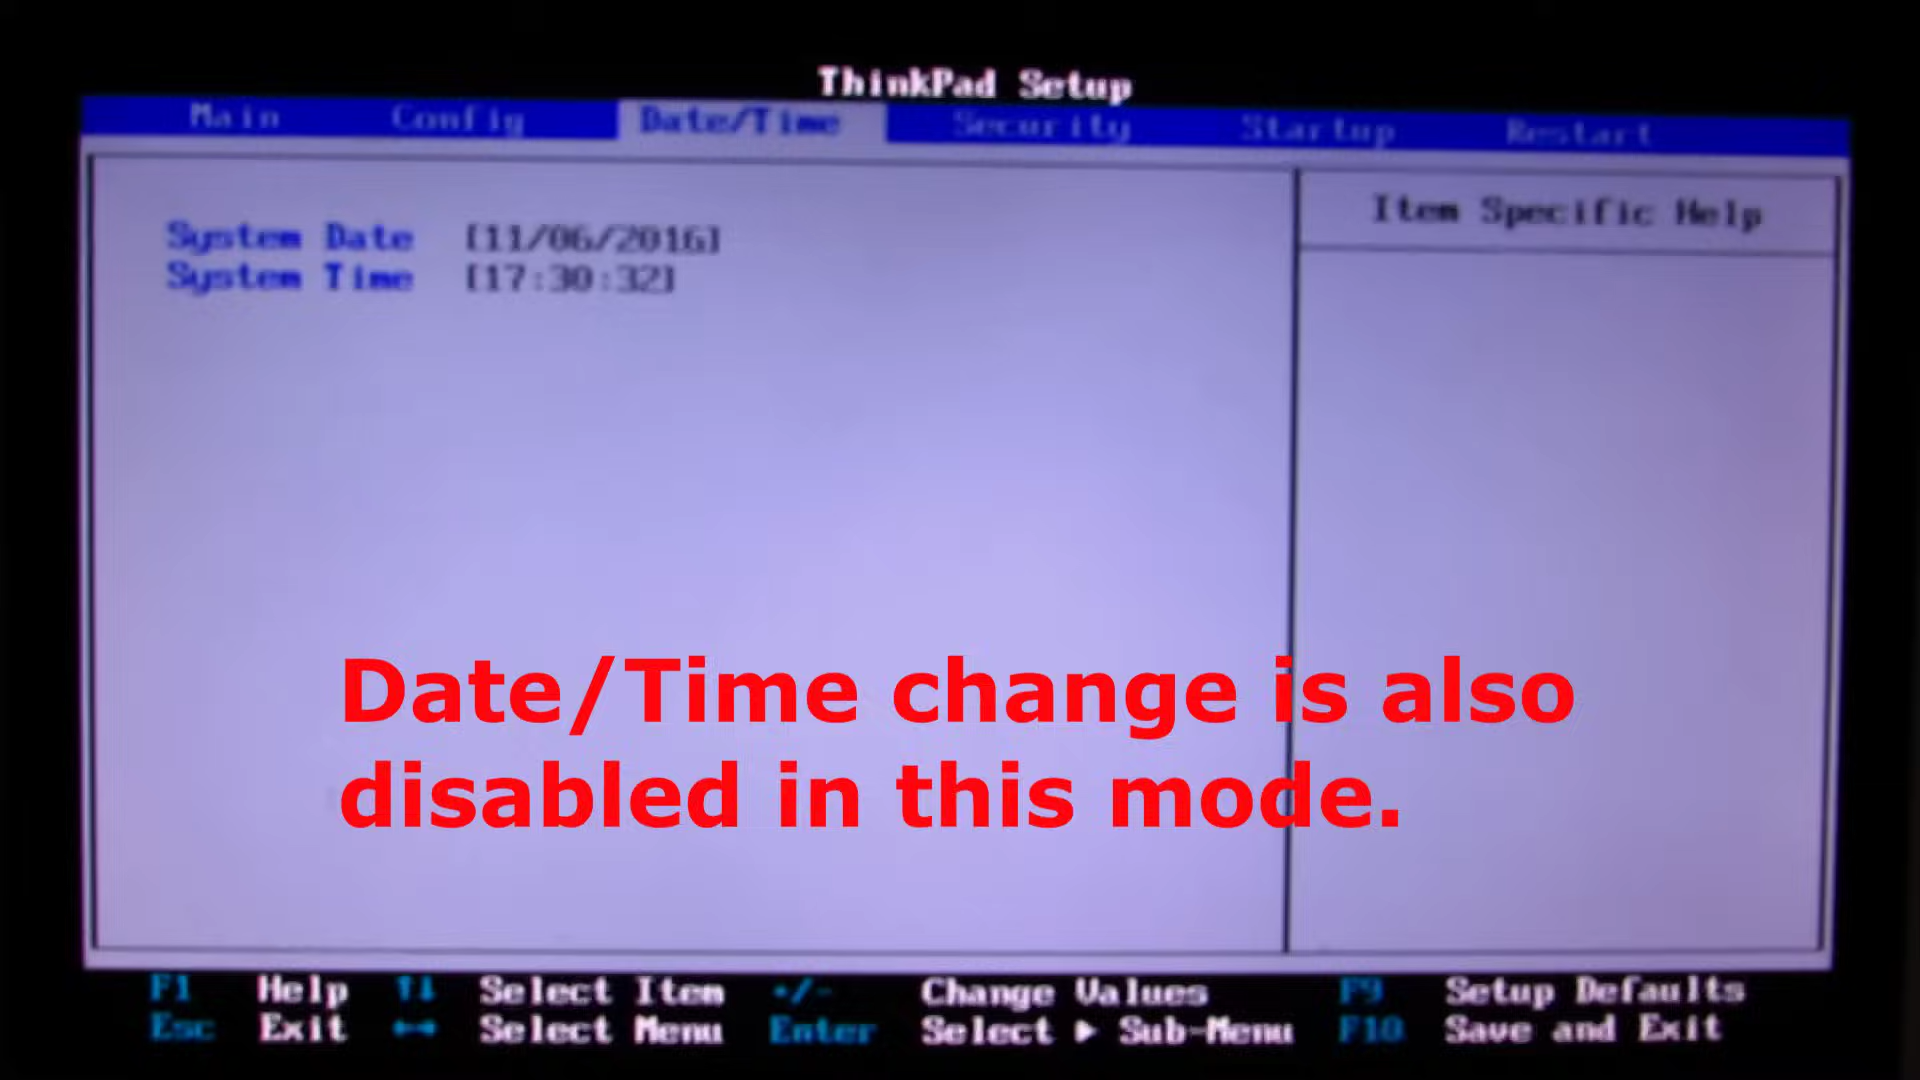 ThinkPad Setup
Main Config Date/Time Security Startup Restart
Item Specific Help
System Date [11/06/2016]
System Time [17:30:32]
Date/Time change is also
disabled in this mode.
F1 Help ↑↓ Select Item +/- Change Values F9 Setup Defaults
Esc Exit ←→ Select Menu Enter Select ▶ Sub-Menu F10 Save and Exit